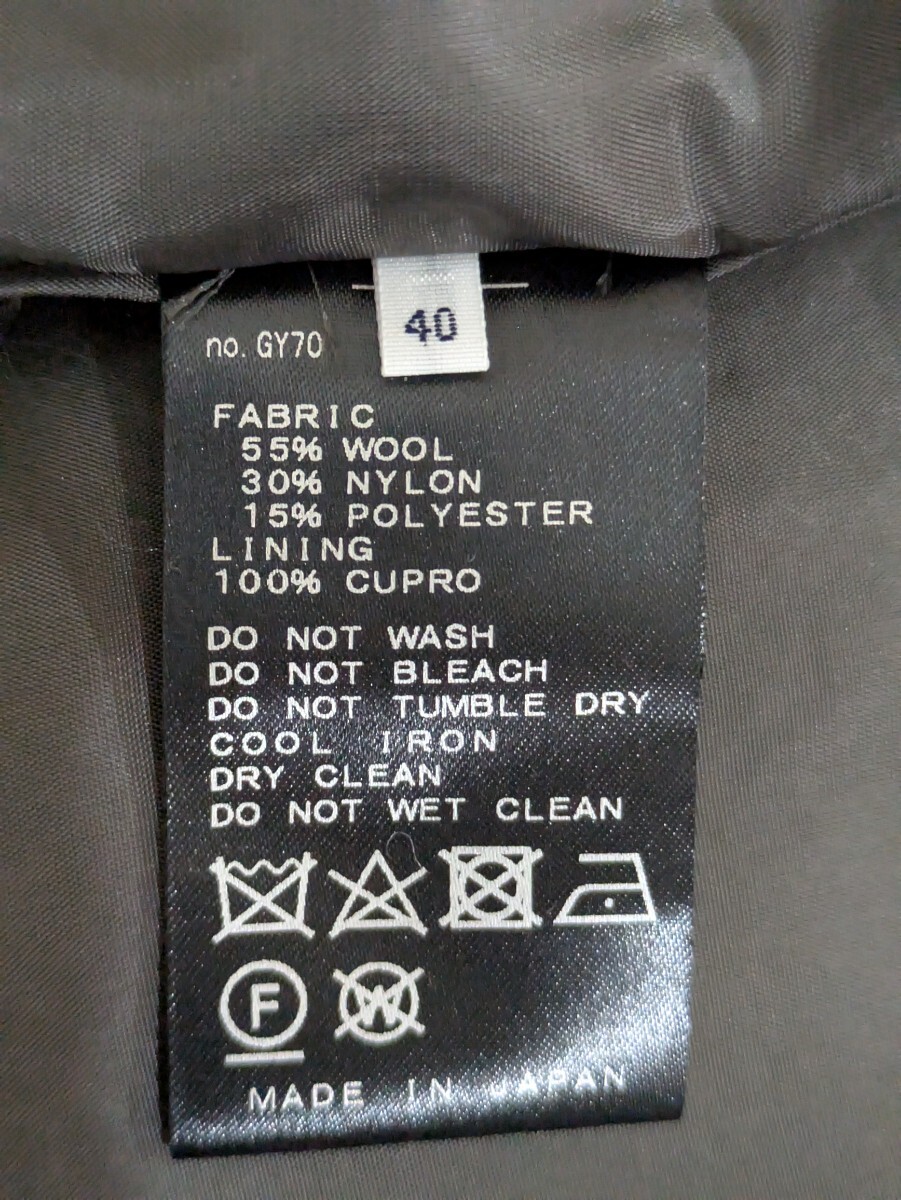 40
no. GY70
FABRIC
55% WOOL
30% NYLON
15% POLYESTER
LINING
100% CUPRO
DO NOT WASH
DO NOT BLEACH
DO NOT TUMBLE DRY
COOL IRON
DRY CLEAN
DO NOT WET CLEAN
F W
MADE IN JAPAN